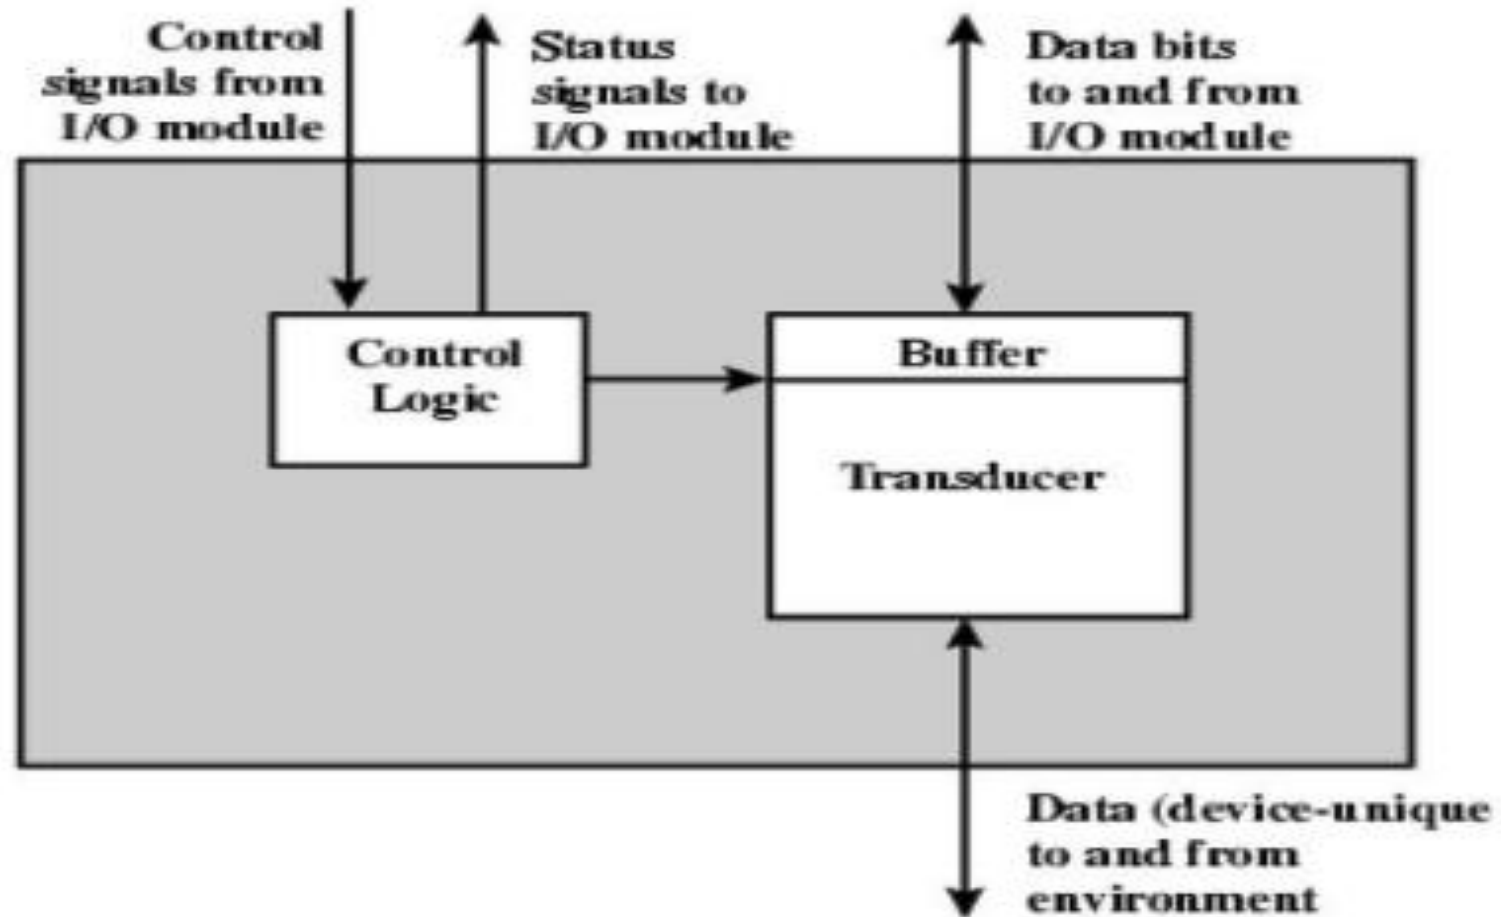 Control
signals from
I/O module
Status
signals to
I/O module
Data bits
to and from
I/O module
Control
Logic
Buffer
Transducer
Data (device-unique
to and from
environment